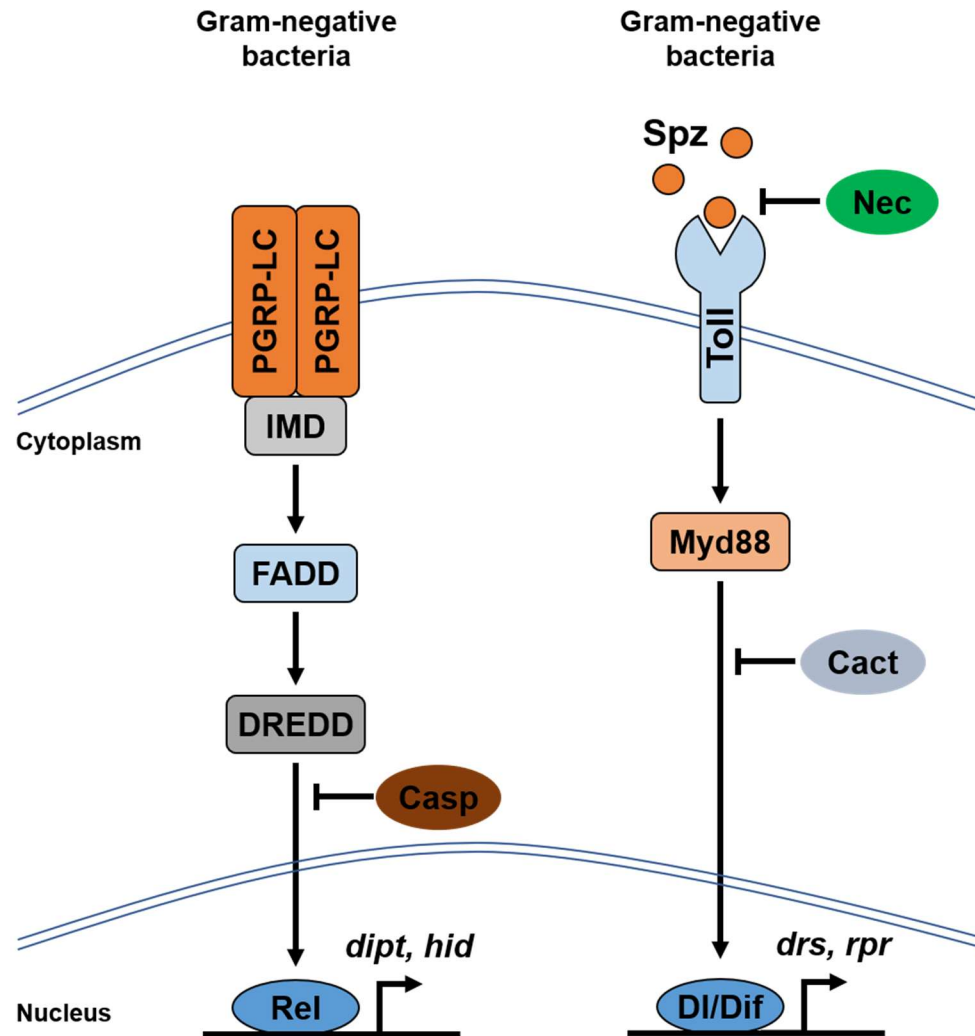 Gram-negative
bacteria
Gram-negative
bacteria
Spz
Nec
PGRP-LC
PGRP-LC
Toll
IMD
Cytoplasm
Myd88
FADD
Cact
DREDD
Casp
dipt, hid
drs, rpr
Rel
Dl/Dif
Nucleus